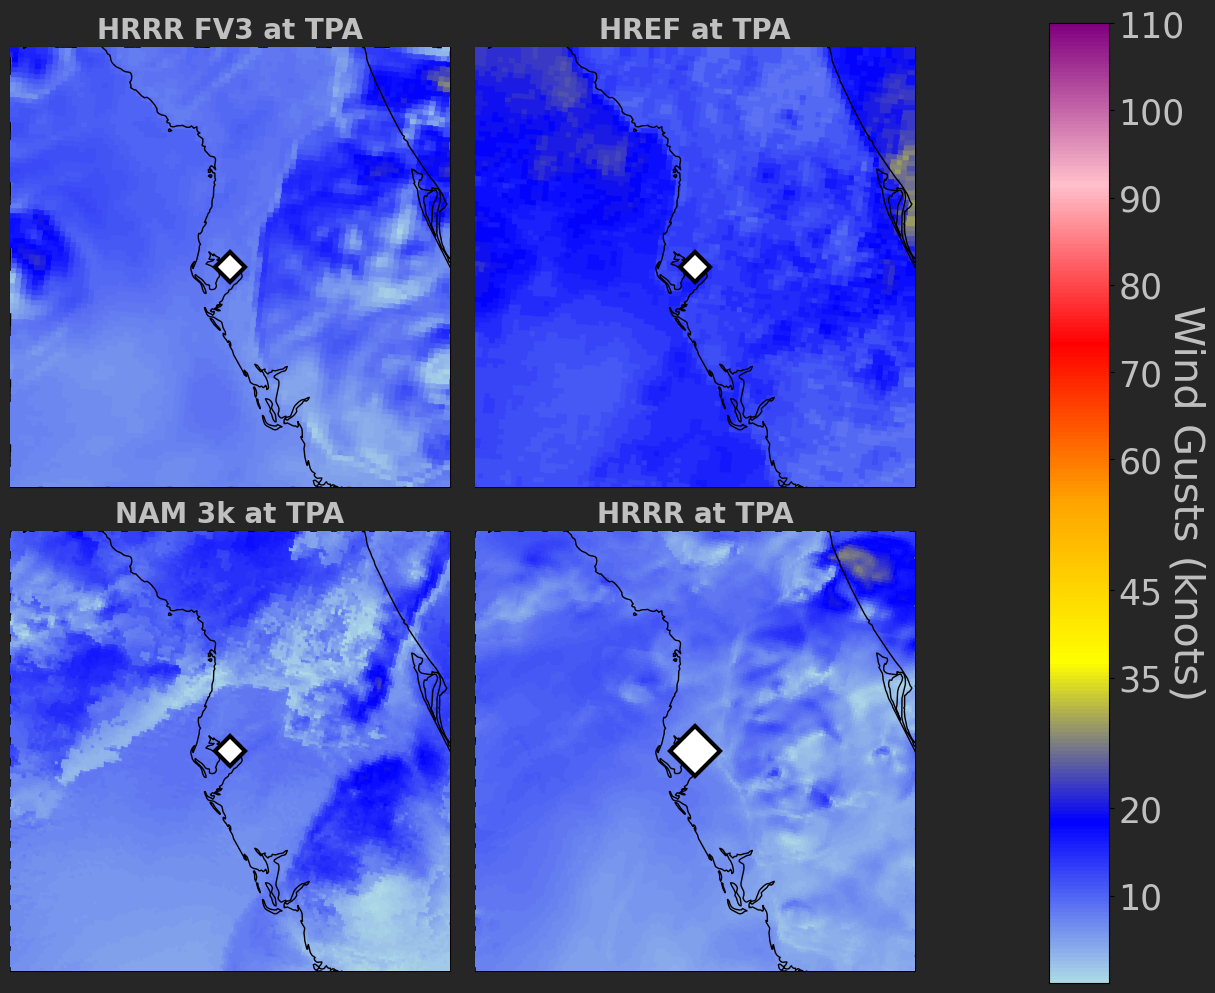 HRRR FV3 at TPA
HREF at TPA
NAM 3k at TPA
HRRR at TPA
110
100
90
80
70
60
45
35
20
10
Wind Gusts (knots)